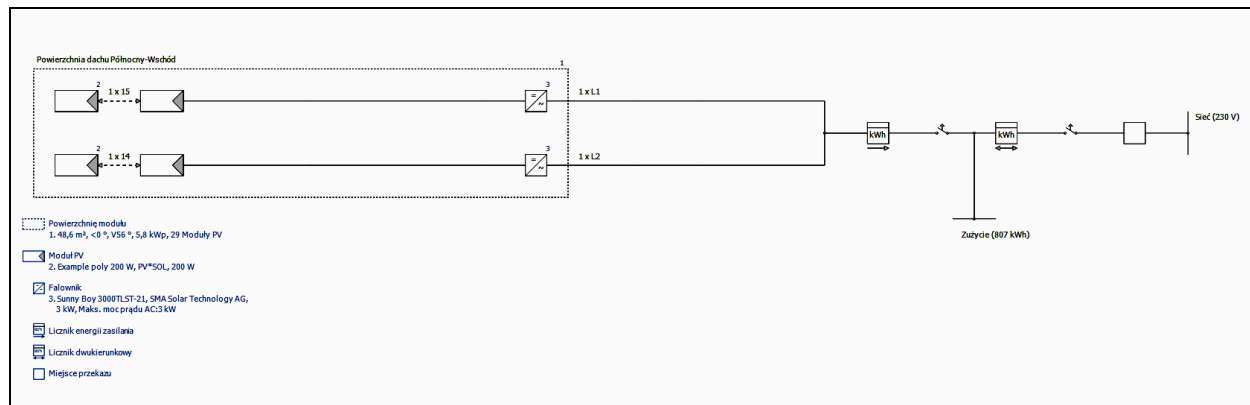 Powierzchnia dachu Północny-Wschód
1
2
1 x 15
3
1 x L1
Sieć (230 V)
kWh
kWh
2
1 x 14
3
1 x L2
Zużycie (807 kWh)
Powierzchnię modułu
1. 48,6 m², <0 °, V56 °, 5,8 kWp, 29 Moduły PV
Moduł PV
2. Example poly 200 W, PV*SOL, 200 W
Falownik
3. Sunny Boy 3000TLST-21, SMA Solar Technology AG,
3 kW, Maks. moc prądu AC:3 kW
kWh
Licznik energii zasilania
kWh
Licznik dwukierunkowy
Miejsce przekazu